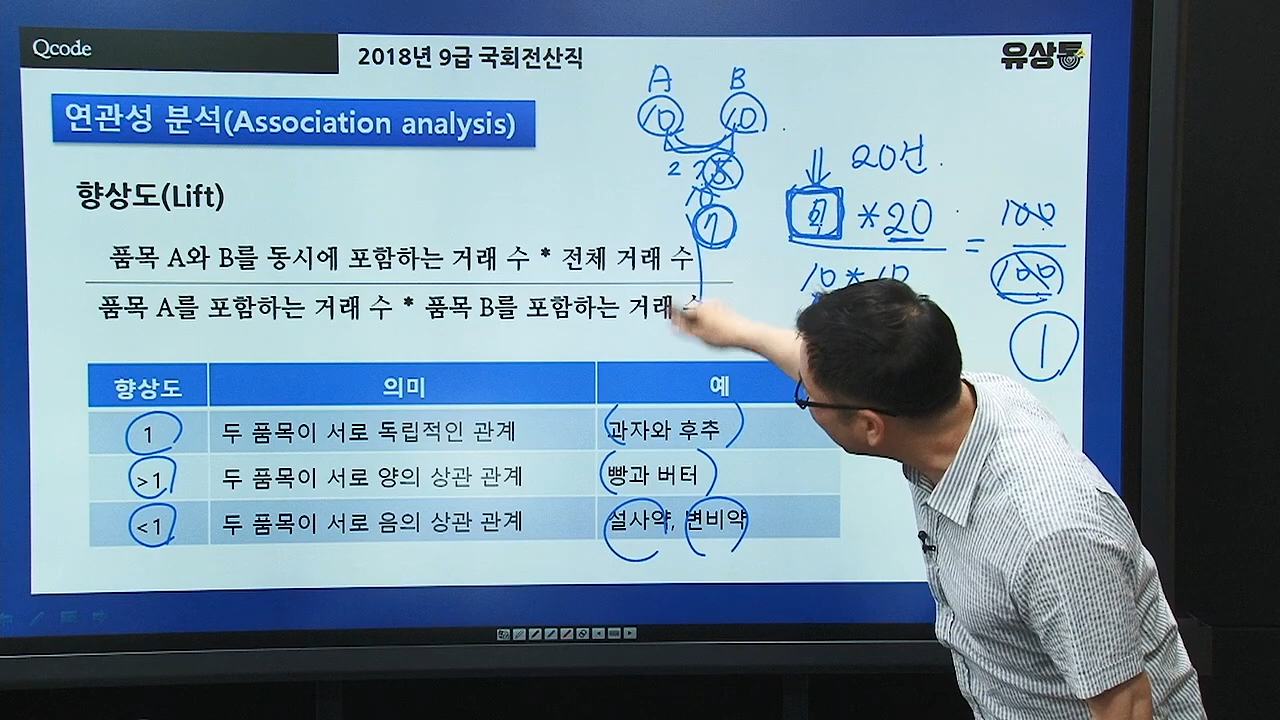 Qcode
2018년 9급 국회전산직
유상통
연관성 분석(Association analysis)
A B
10 10
20건.
*20
100
=
100
10 * 10
1
향상도(Lift)
품목 A와 B를 동시에 포함하는 거래 수 * 전체 거래 수
품목 A를 포함하는 거래 수 * 품목 B를 포함하는 거래 수
향상도 의미 예
1 두 품목이 서로 독립적인 관계 과자와 후추
>1 두 품목이 서로 양의 상관 관계 빵과 버터
<1 두 품목이 서로 음의 상관 관계 설사약, 변비약